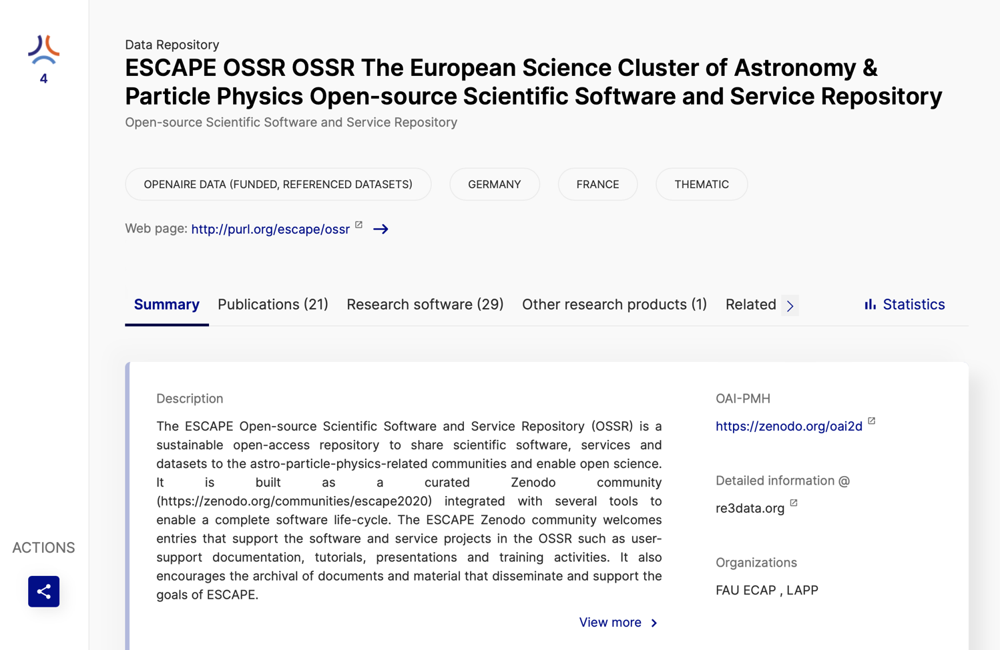 4
Data Repository
ESCAPE OSSR OSSR The European Science Cluster of Astronomy &
Particle Physics Open-source Scientific Software and Service Repository
Open-source Scientific Software and Service Repository
OPENAIRE DATA (FUNDED, REFERENCED DATASETS) GERMANY FRANCE THEMATIC
Web page: http://purl.org/escape/ossr
Summary Publications (21) Research software (29) Other research products (1) Related Statistics
Description
The ESCAPE Open-source Scientific Software and Service Repository (OSSR) is a
sustainable open-access repository to share scientific software, services and
datasets to the astro-particle-physics-related communities and enable open science.
It is built as a curated Zenodo community
(https://zenodo.org/communities/escape2020) integrated with several tools to
enable a complete software life-cycle. The ESCAPE Zenodo community welcomes
entries that support the software and service projects in the OSSR such as user-
support documentation, tutorials, presentations and training activities. It also
encourages the archival of documents and material that disseminate and support the
goals of ESCAPE.
View more
OAI-PMH
https://zenodo.org/oai2d
Detailed information @
re3data.org
Organizations
FAU ECAP , LAPP
ACTIONS